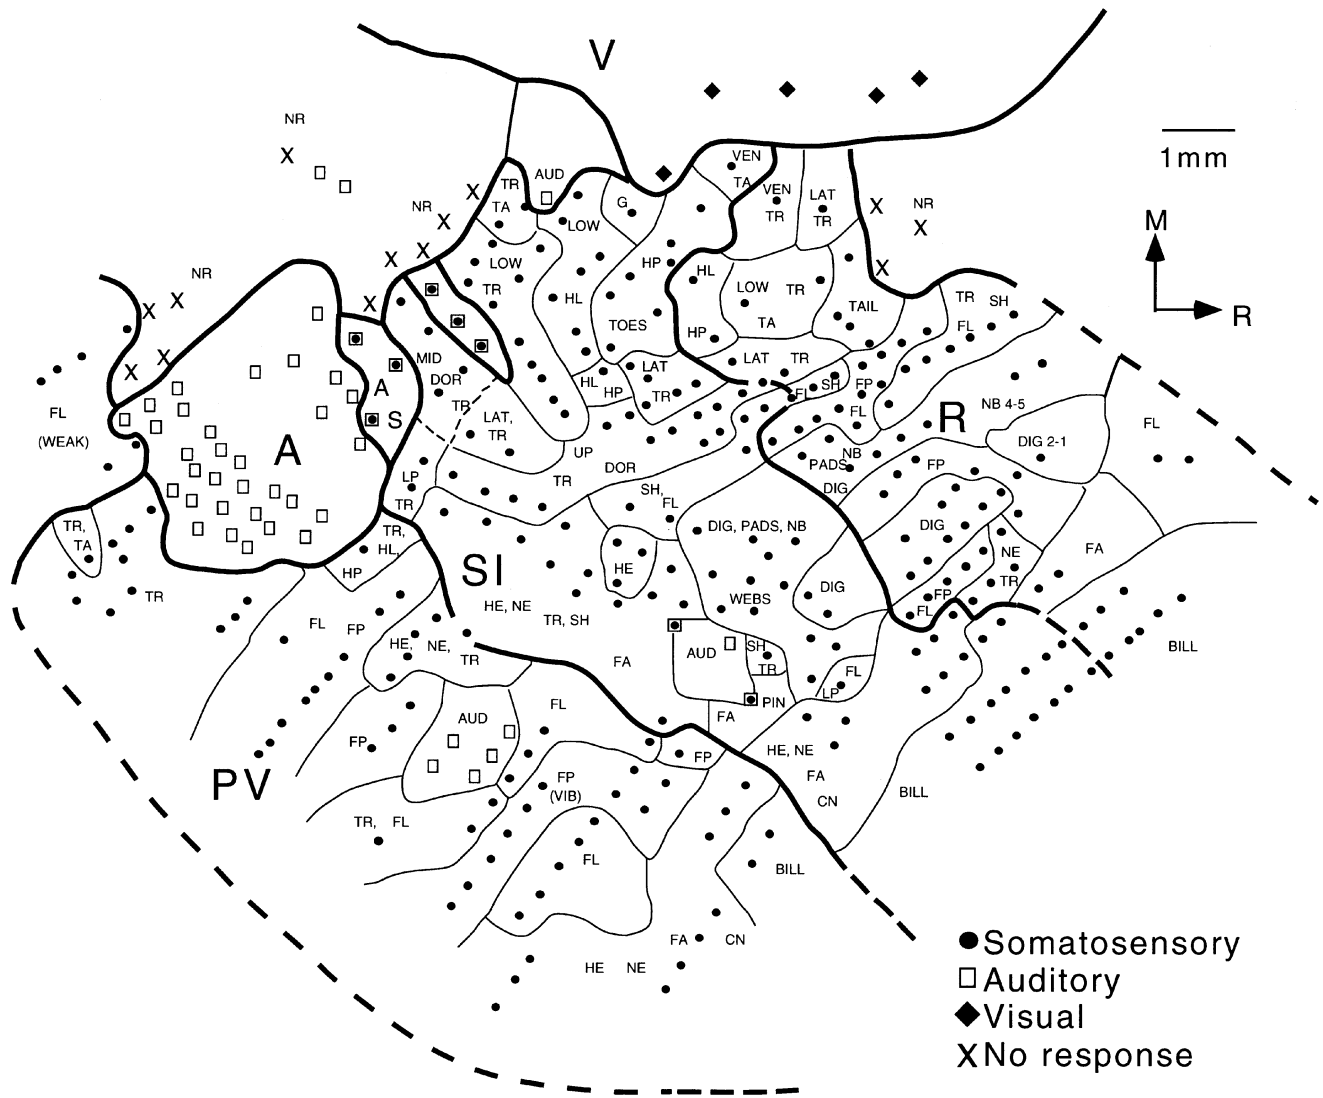 V
NR
X
1mm
VEN
TA
VEN
TR
LAT
TR
NR
X
X
X
M
R
AUD
TR
TA
G
LOW
NR
X
X
X
X
X
LOW
TR
HP
HL
TOES
HL
HP
LOW
TR
TA
TAIL
TR
SH
FL
NR
X
X
X
X
MID
DOR
TR
LAT,
TR
HL
HP
LAT
TR
LAT
TR
FL
SH
FP
FL
NB 4-5
R
DIG 2-1
FL
FL
(WEAK)
A
A
S
LP
TR
UP
TR
DOR
SH,
FL
NB
PADS
DIG
FP
DIG
TR,
TA
TR
TR,
HL,
HP
SI
HE
DIG, PADS, NB
WEBS
DIG
NE
TR
FP
FL
FA
HE, NE
TR, SH
FA
AUD
SH
TR
PIN
FA
LP
FL
BILL
FL
FP
HE,
NE,
TR
PV
FP
AUD
FL
FP
(VIB)
FP
HE, NE
FA
CN
BILL
TR,
FL
FL
BILL
FA
CN
HE
NE
Somatosensory
Auditory
Visual
X No response